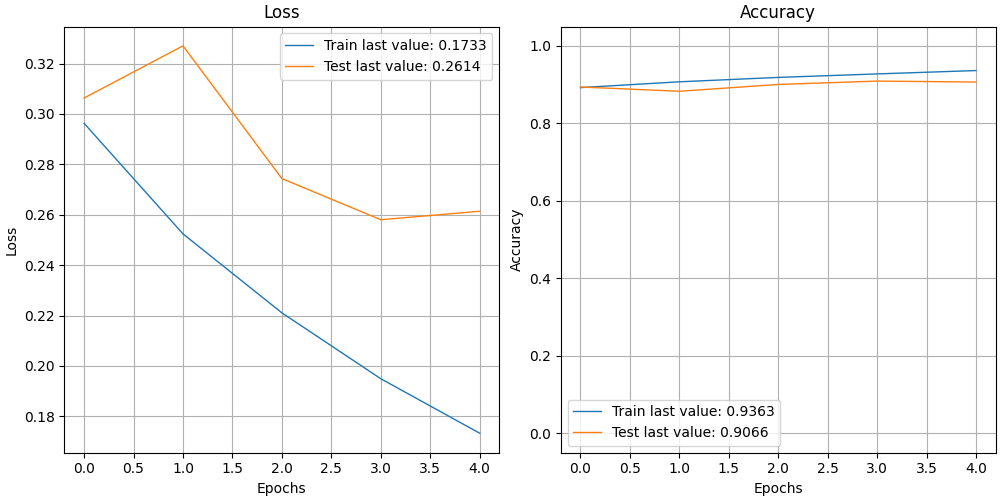 Loss
Train last value: 0.1733
Test last value: 0.2614
0.32
0.30
0.28
0.26
0.24
0.22
0.20
0.18
Loss
0.0 0.5 1.0 1.5 2.0 2.5 3.0 3.5 4.0
Epochs
Accuracy
1.0
0.8
0.6
0.4
0.2
0.0
Accuracy
Train last value: 0.9363
Test last value: 0.9066
0.0 0.5 1.0 1.5 2.0 2.5 3.0 3.5 4.0
Epochs